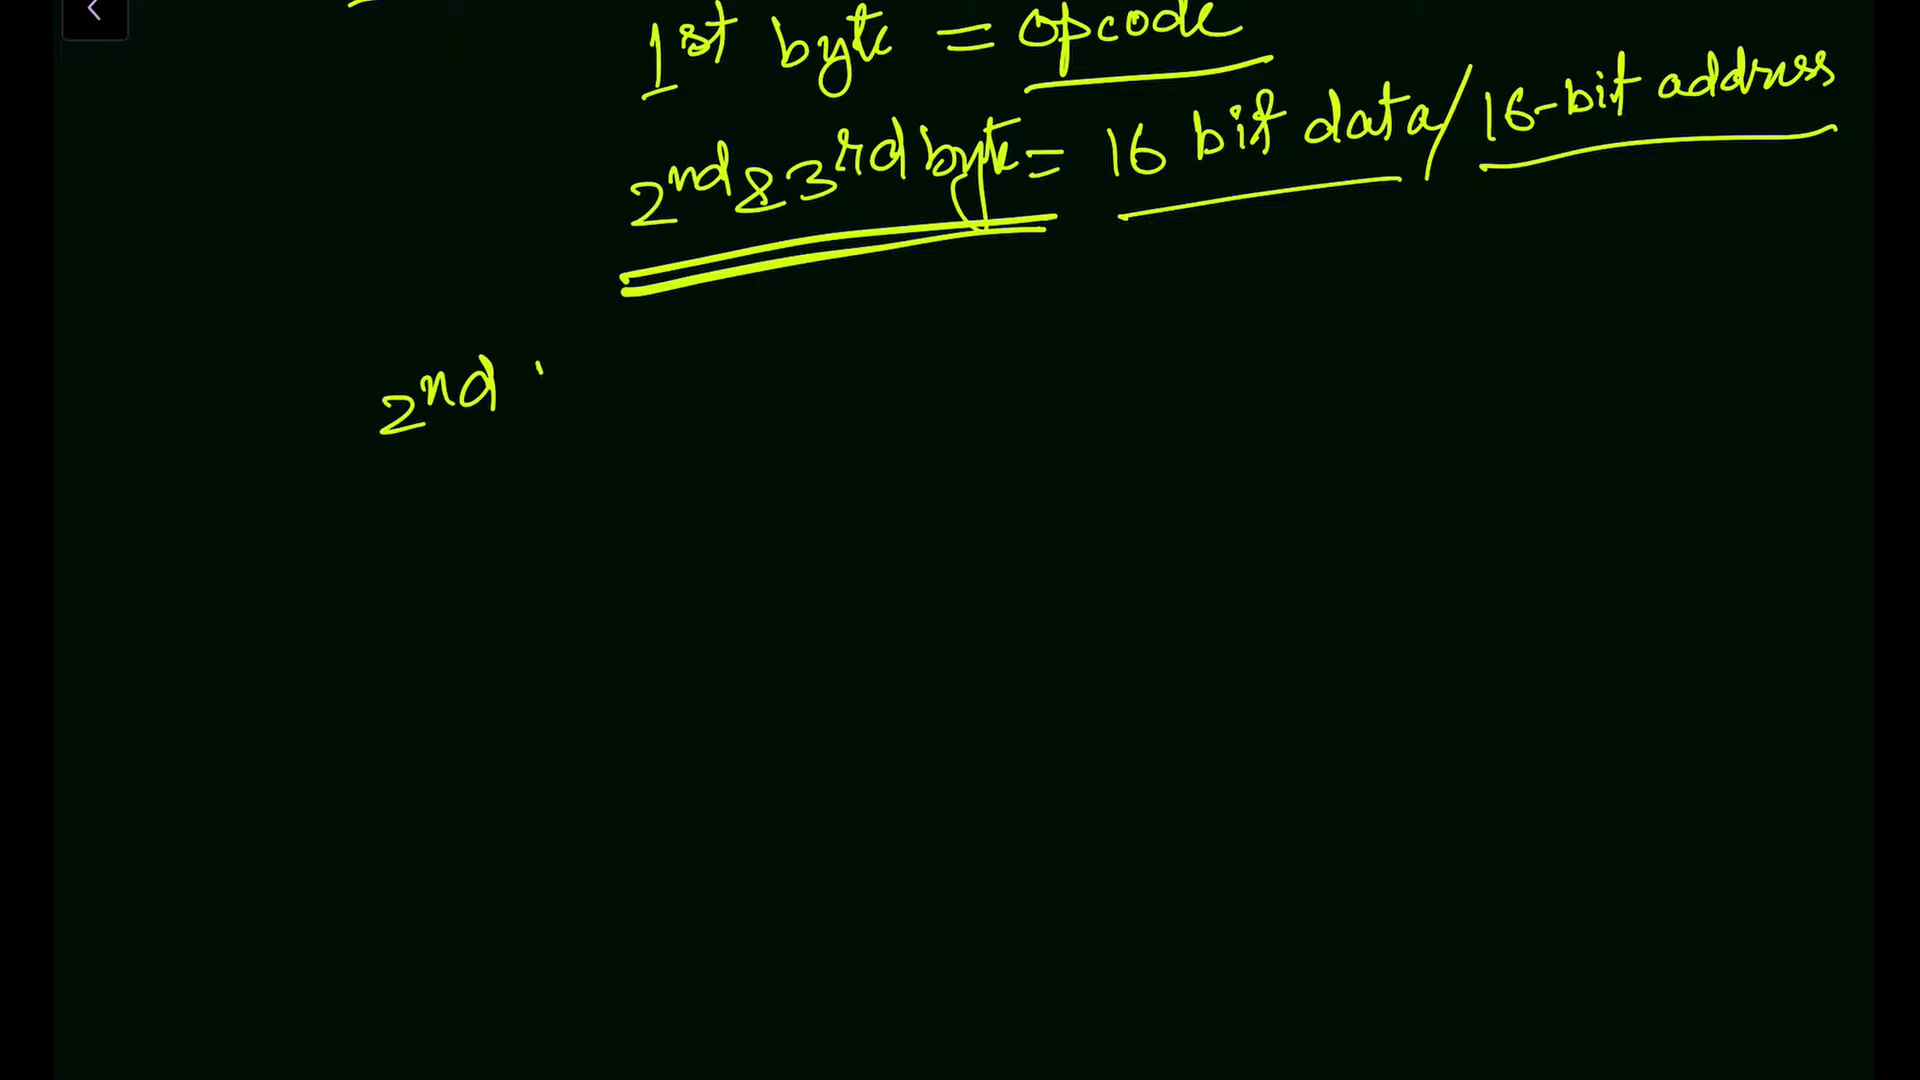 1st byte = opcode
2nd & 3rd byte = 16 bit data/16-bit address
2nd